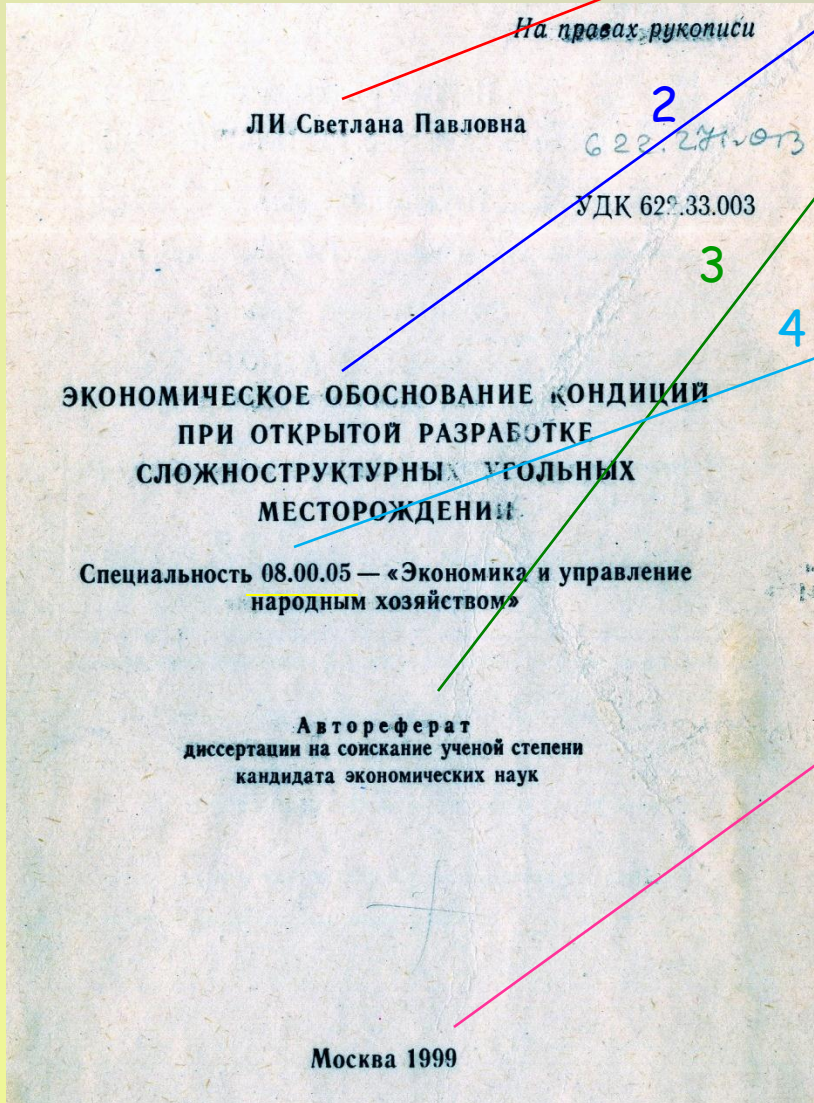 На правах рукописи
ЛИ Светлана Павловна
2
УДК 622.33.003
3
4
ЭКОНОМИЧЕСКОЕ ОБОСНОВАНИЕ КОНДИЦИЙ
ПРИ ОТКРЫТОЙ РАЗРАБОТКЕ
СЛОЖНОСТРУКТУРНЫХ УГОЛЬНЫХ
МЕСТОРОЖДЕНИЙ
Специальность 08.00.05 — «Экономика и управление
народным хозяйством»
Автореферат
диссертации на соискание ученой степени
кандидата экономических наук
Москва 1999